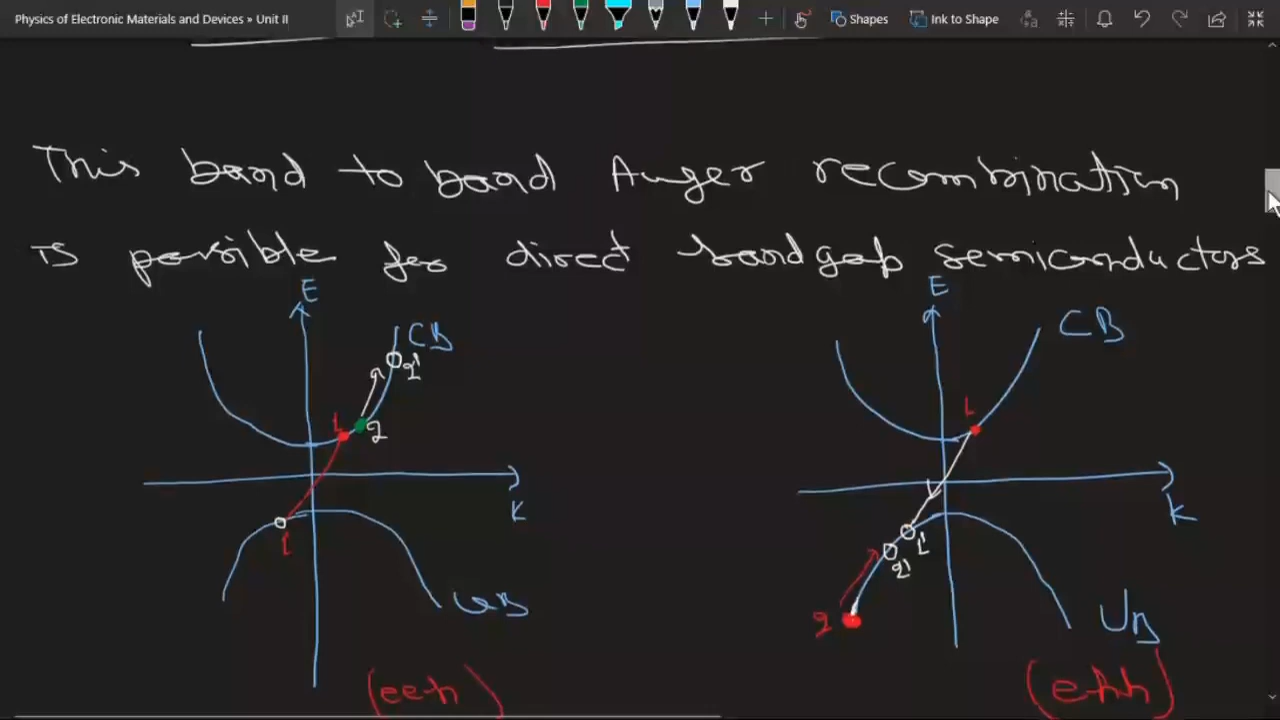 Physics of Electronic Materials and Devices » Unit II
Shapes
Ink to Shape
This band to band Auger recombination
is possible for direct bandgap semiconductors
E
CB
2'
1
2
K
1'
VB
(eeh)
E
CB
1
K
1'
2'
2
VB
(ehh)